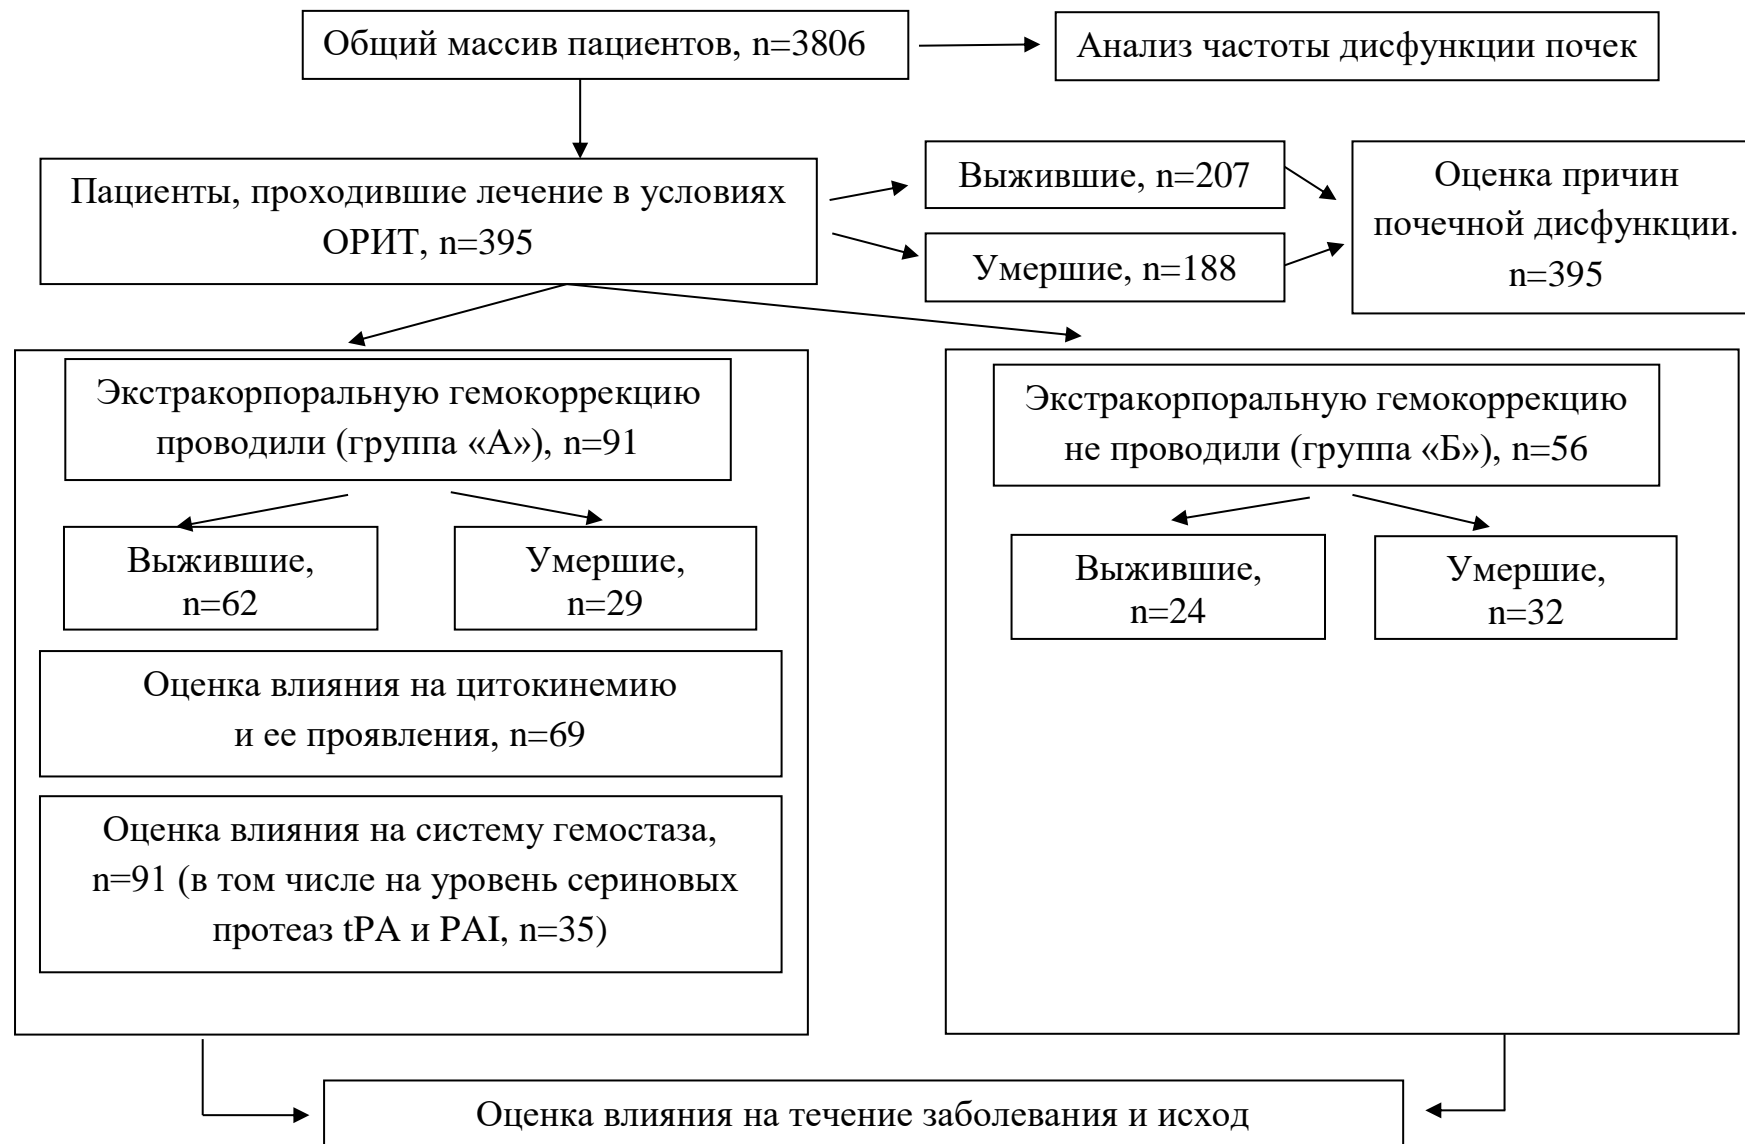 Общий массив пациентов, n=3806
Анализ частоты дисфункции почек
Пациенты, проходившие лечение в условиях
ОРИТ, n=395
Выжившие, n=207
Умершие, n=188
Оценка причин
почечной дисфункции.
n=395
Экстракорпоральную гемокоррекцию
проводили (группа «А»), n=91
Выжившие,
n=62
Умершие,
n=29
Оценка влияния на цитокинемию
и ее проявления, n=69
Оценка влияния на систему гемостаза,
n=91 (в том числе на уровень сериновых
протеаз tPA и PAI, n=35)
Экстракорпоральную гемокоррекцию
не проводили (группа «Б»), n=56
Выжившие,
n=24
Умершие,
n=32
Оценка влияния на течение заболевания и исход